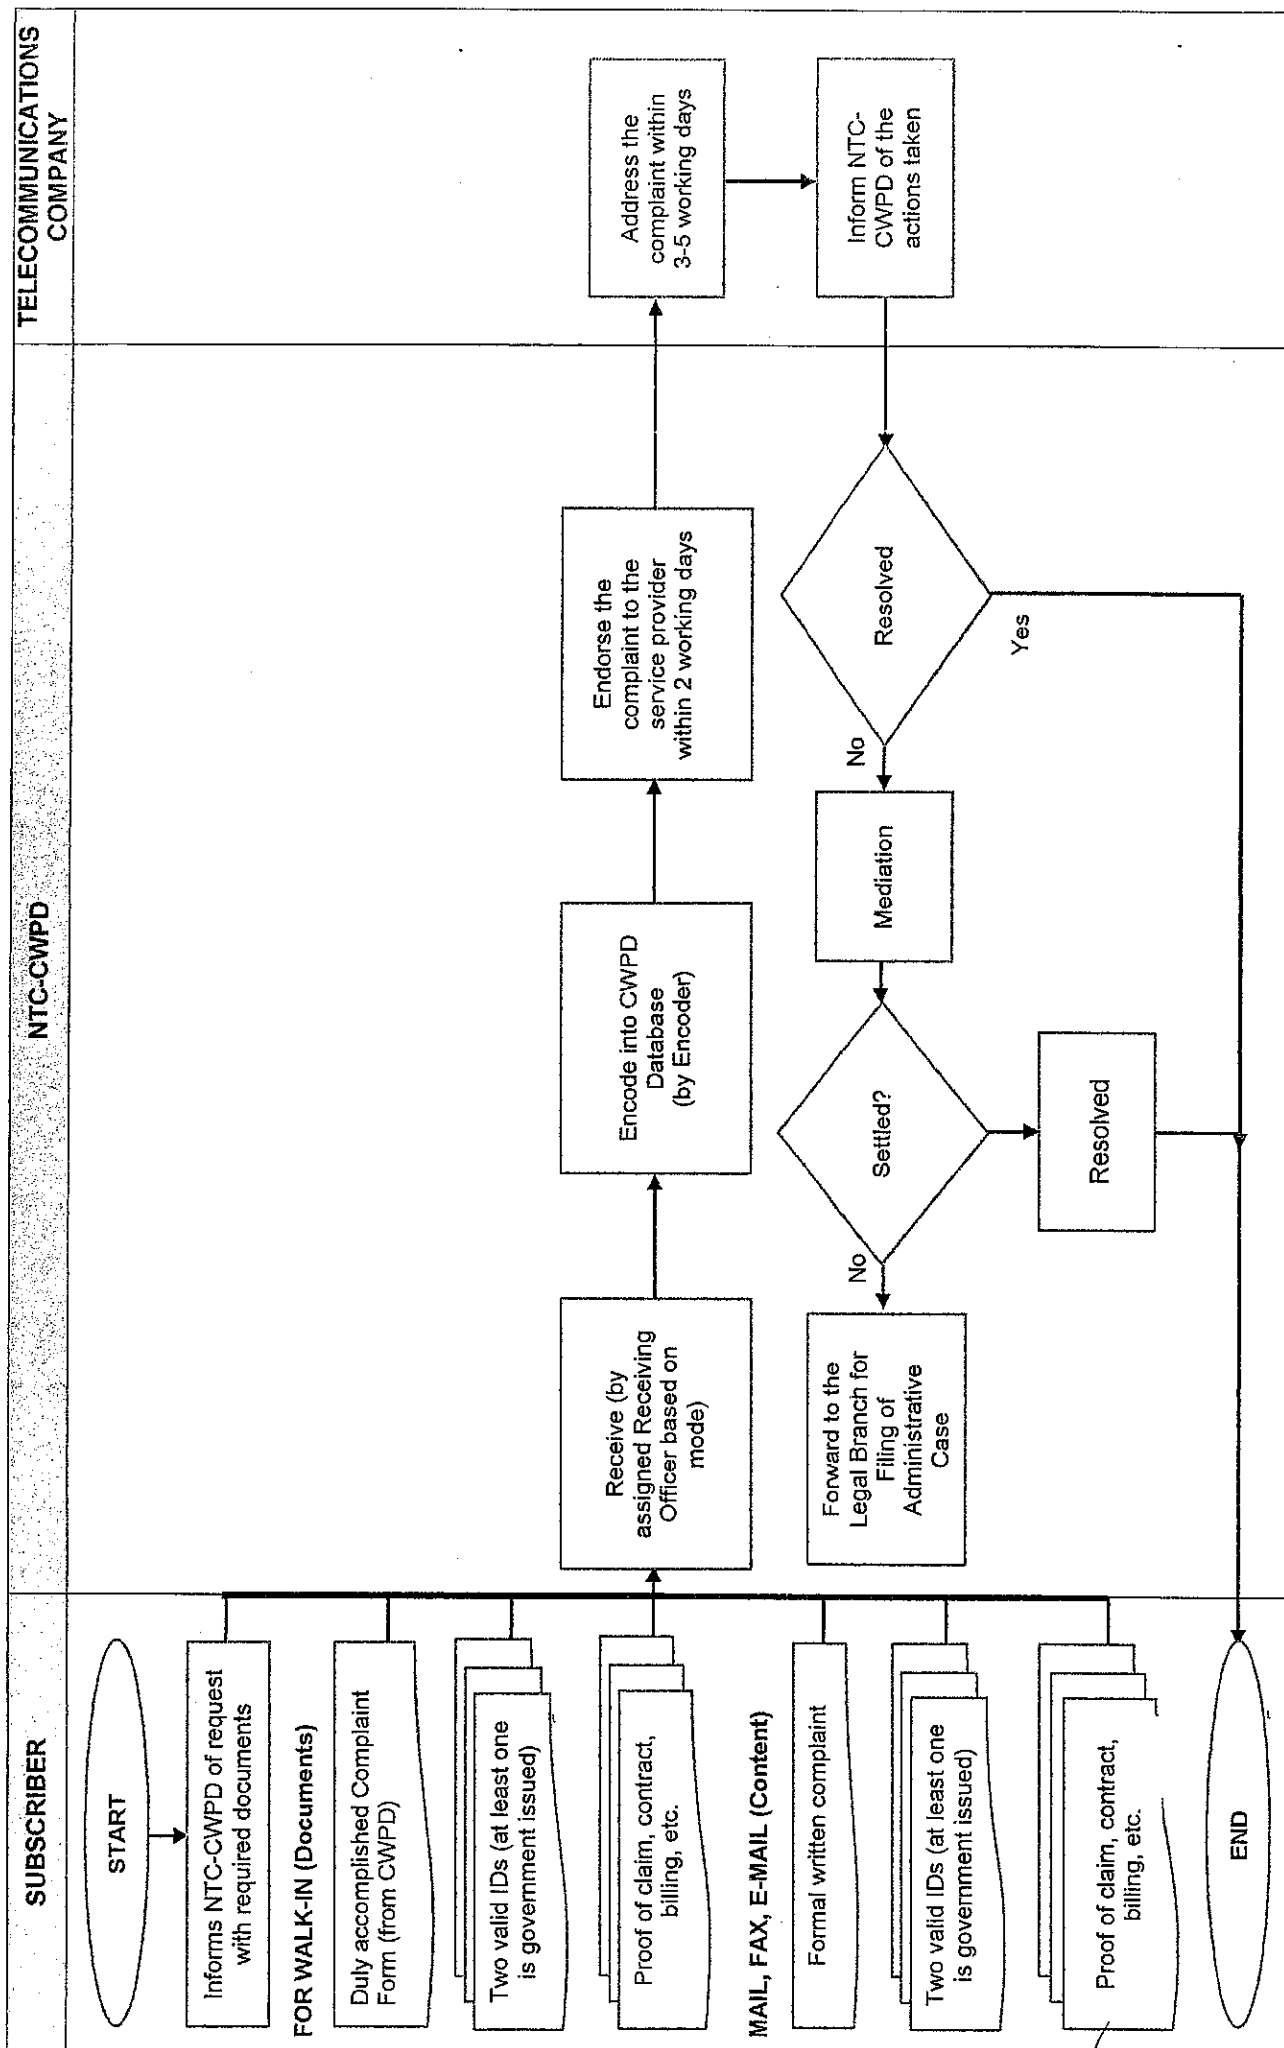 SUBSCRIBER
NTC-CWPD
TELECOMMUNICATIONS
COMPANY
START
Informs NTC-CWPD of request
with required documents
FOR WALK-IN (Documents)
Duly accomplished Complaint
Form (from CWPD)
Two valid IDs (at least one
is government issued)
Proof of claim, contract,
billing, etc.
MAIL, FAX, E-MAIL (Content)
Formal written complaint
Two valid IDs (at least one
is government issued)
Proof of claim, contract,
billing, etc.
END
Receive (by
assigned Receiving
Officer based on
mode)
Encode into CWPD
Database
(by Encoder)
Endorse the
complaint to the
service provider
within 2 working days
Address the
complaint within
3-5 working days
Inform NTC-
CWPD of the
actions taken
Resolved
Yes
No
Mediation
Settled?
No
Resolved
Forward to the
Legal Branch for
Filing of
Administrative
Case